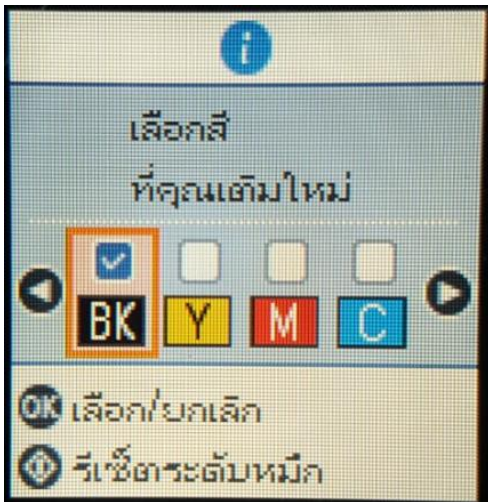 i
เลือกสี
ที่คุณเติมใหม่
BK Y M C
OK เลือก/ยกเลิก
รีเซ็ตระดับหมึก